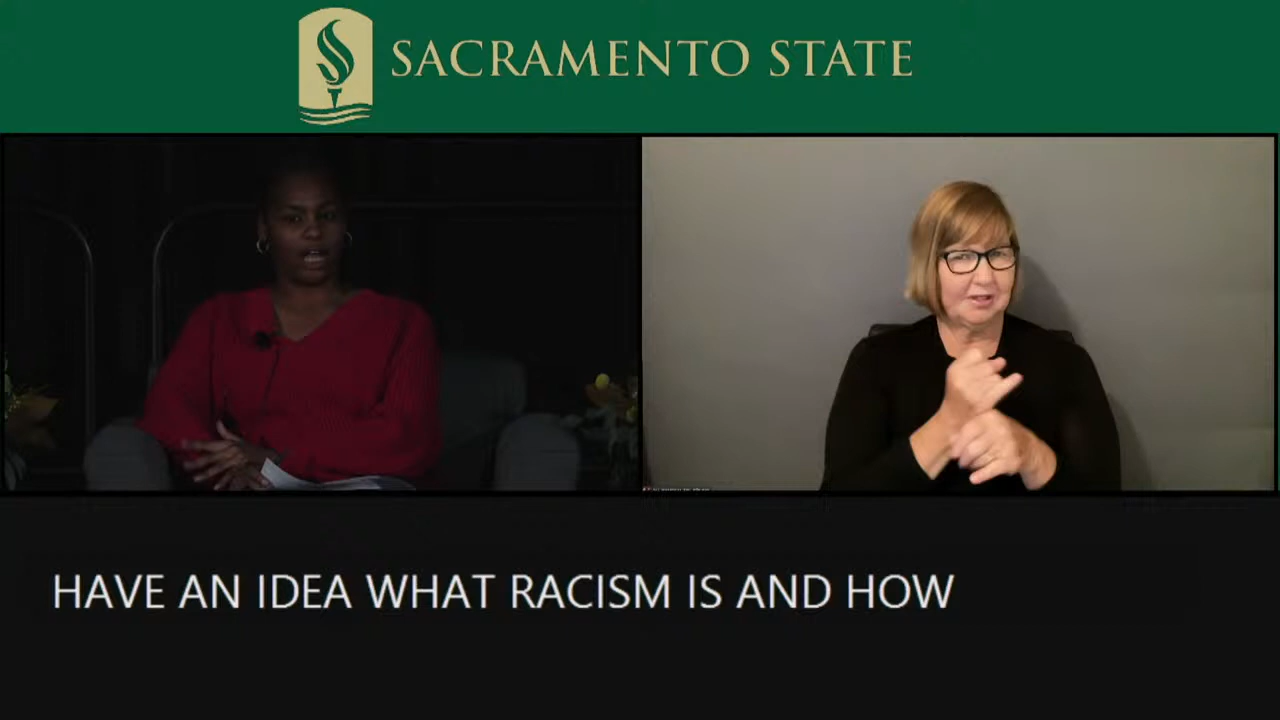 SACRAMENTO STATE
HAVE AN IDEA WHAT RACISM IS AND HOW